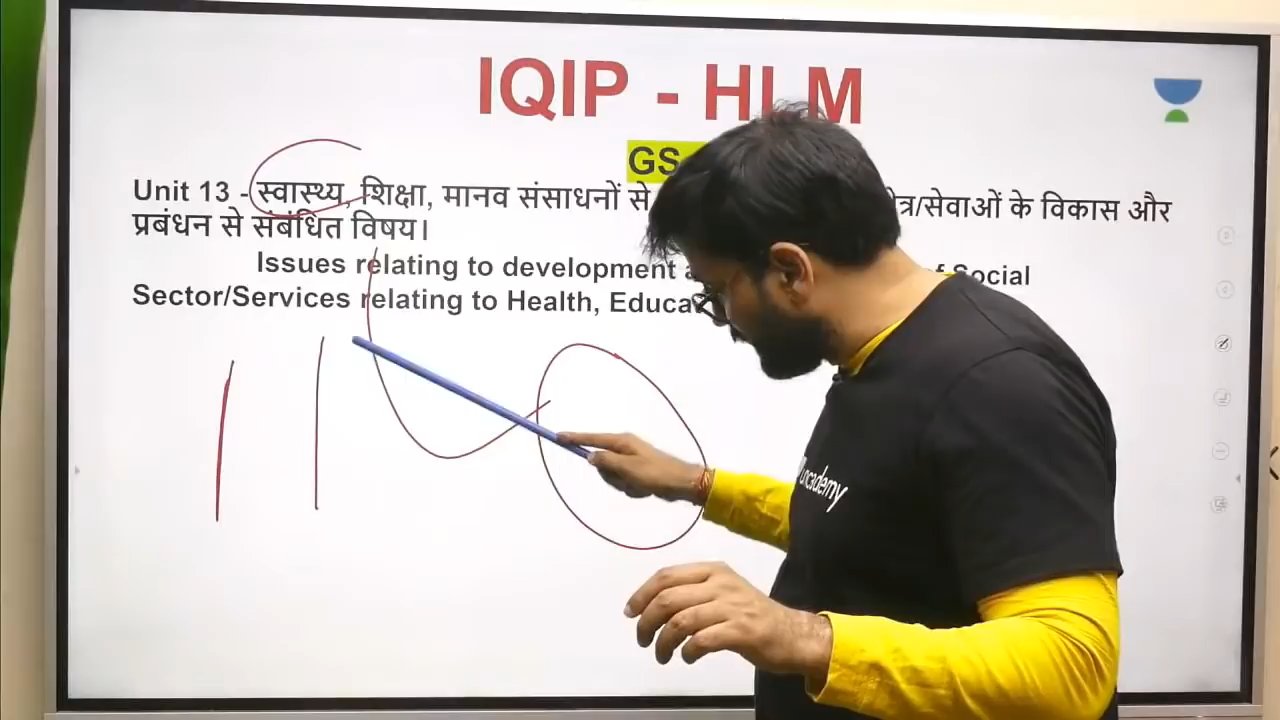 IQIP - HLM
GS
Unit 13 - स्वास्थ्य, शिक्षा, मानव संसाधनों से /सेवाओं के विकास और
प्रबंधन से संबंधित विषय।
Issues relating to development Social
Sector/Services relating to Health,
unacademy